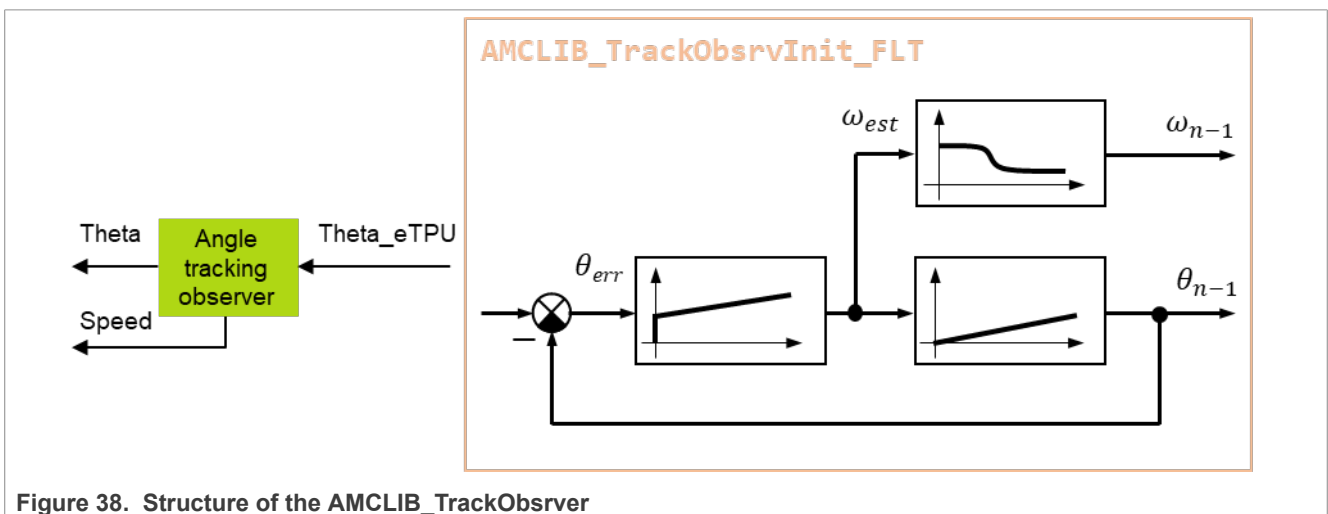 AMCLIB_TrackObsrvInit_FLT
ω_est
ω_{n−1}
Theta
Angle
tracking
observer
Theta_eTPU
Speed
θ_err
θ_{n−1}
−
Figure 38. Structure of the AMCLIB_TrackObsrver